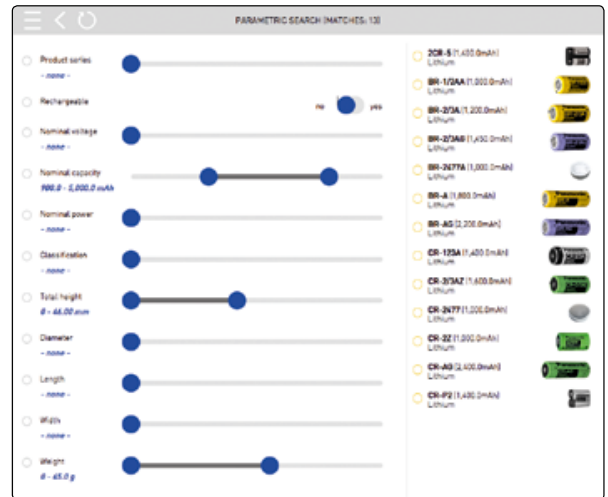 PARAMETRIC SEARCH (MATCHES: 13)
Product series
- none -
Rechargeable
no yes
Nominal voltage
- none -
Nominal capacity
900.0 - 5,000.0 mAh
Nominal power
- none -
Classification
- none -
Total height
0 - 46.00 mm
Diameter
- none -
Length
- none -
Width
- none -
Weight
0 - 45.0 g
2CR-5 (1,400.0mAh)
Lithium
BR-1/2AA (1,000.0mAh)
Lithium
BR-2/3A (1,200.0mAh)
Lithium
BR-2/3AG (1,450.0mAh)
Lithium
BR-2477A (1,000.0mAh)
Lithium
BR-A (1,800.0mAh)
Lithium
BR-AG (2,200.0mAh)
Lithium
CR-123A (1,400.0mAh)
Lithium
CR-2/3AZ (1,600.0mAh)
Lithium
CR-2477 (1,000.0mAh)
Lithium
CR-2Z (1,000.0mAh)
Lithium
CR-AG (2,400.0mAh)
Lithium
CR-P2 (1,400.0mAh)
Lithium